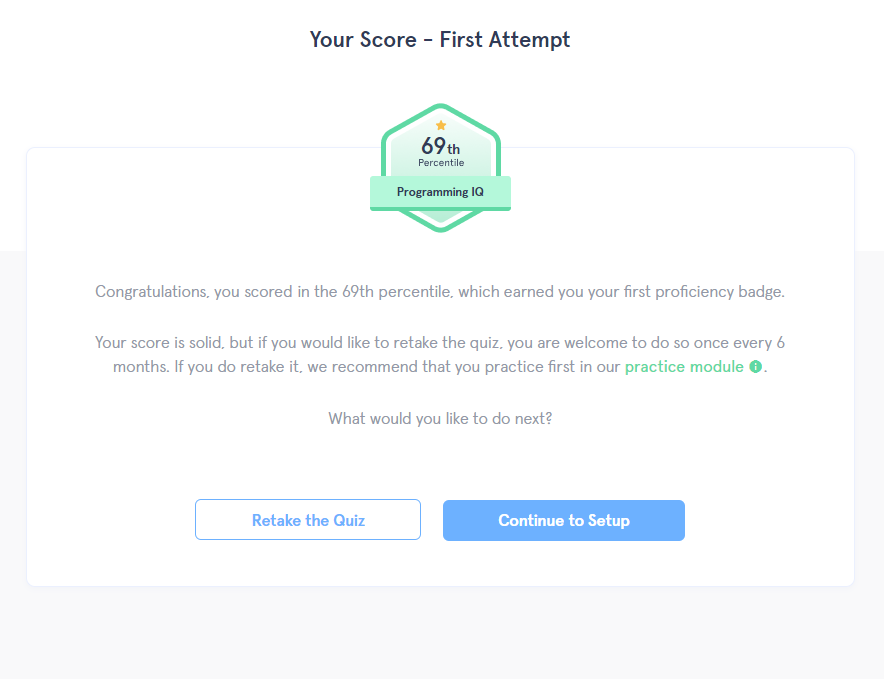 Your Score - First Attempt
69th
Percentile
Programming IQ
Congratulations, you scored in the 69th percentile, which earned you your first proficiency badge.
Your score is solid, but if you would like to retake the quiz, you are welcome to do so once every 6
months. If you do retake it, we recommend that you practice first in our practice module i.
What would you like to do next?
Retake the Quiz
Continue to Setup